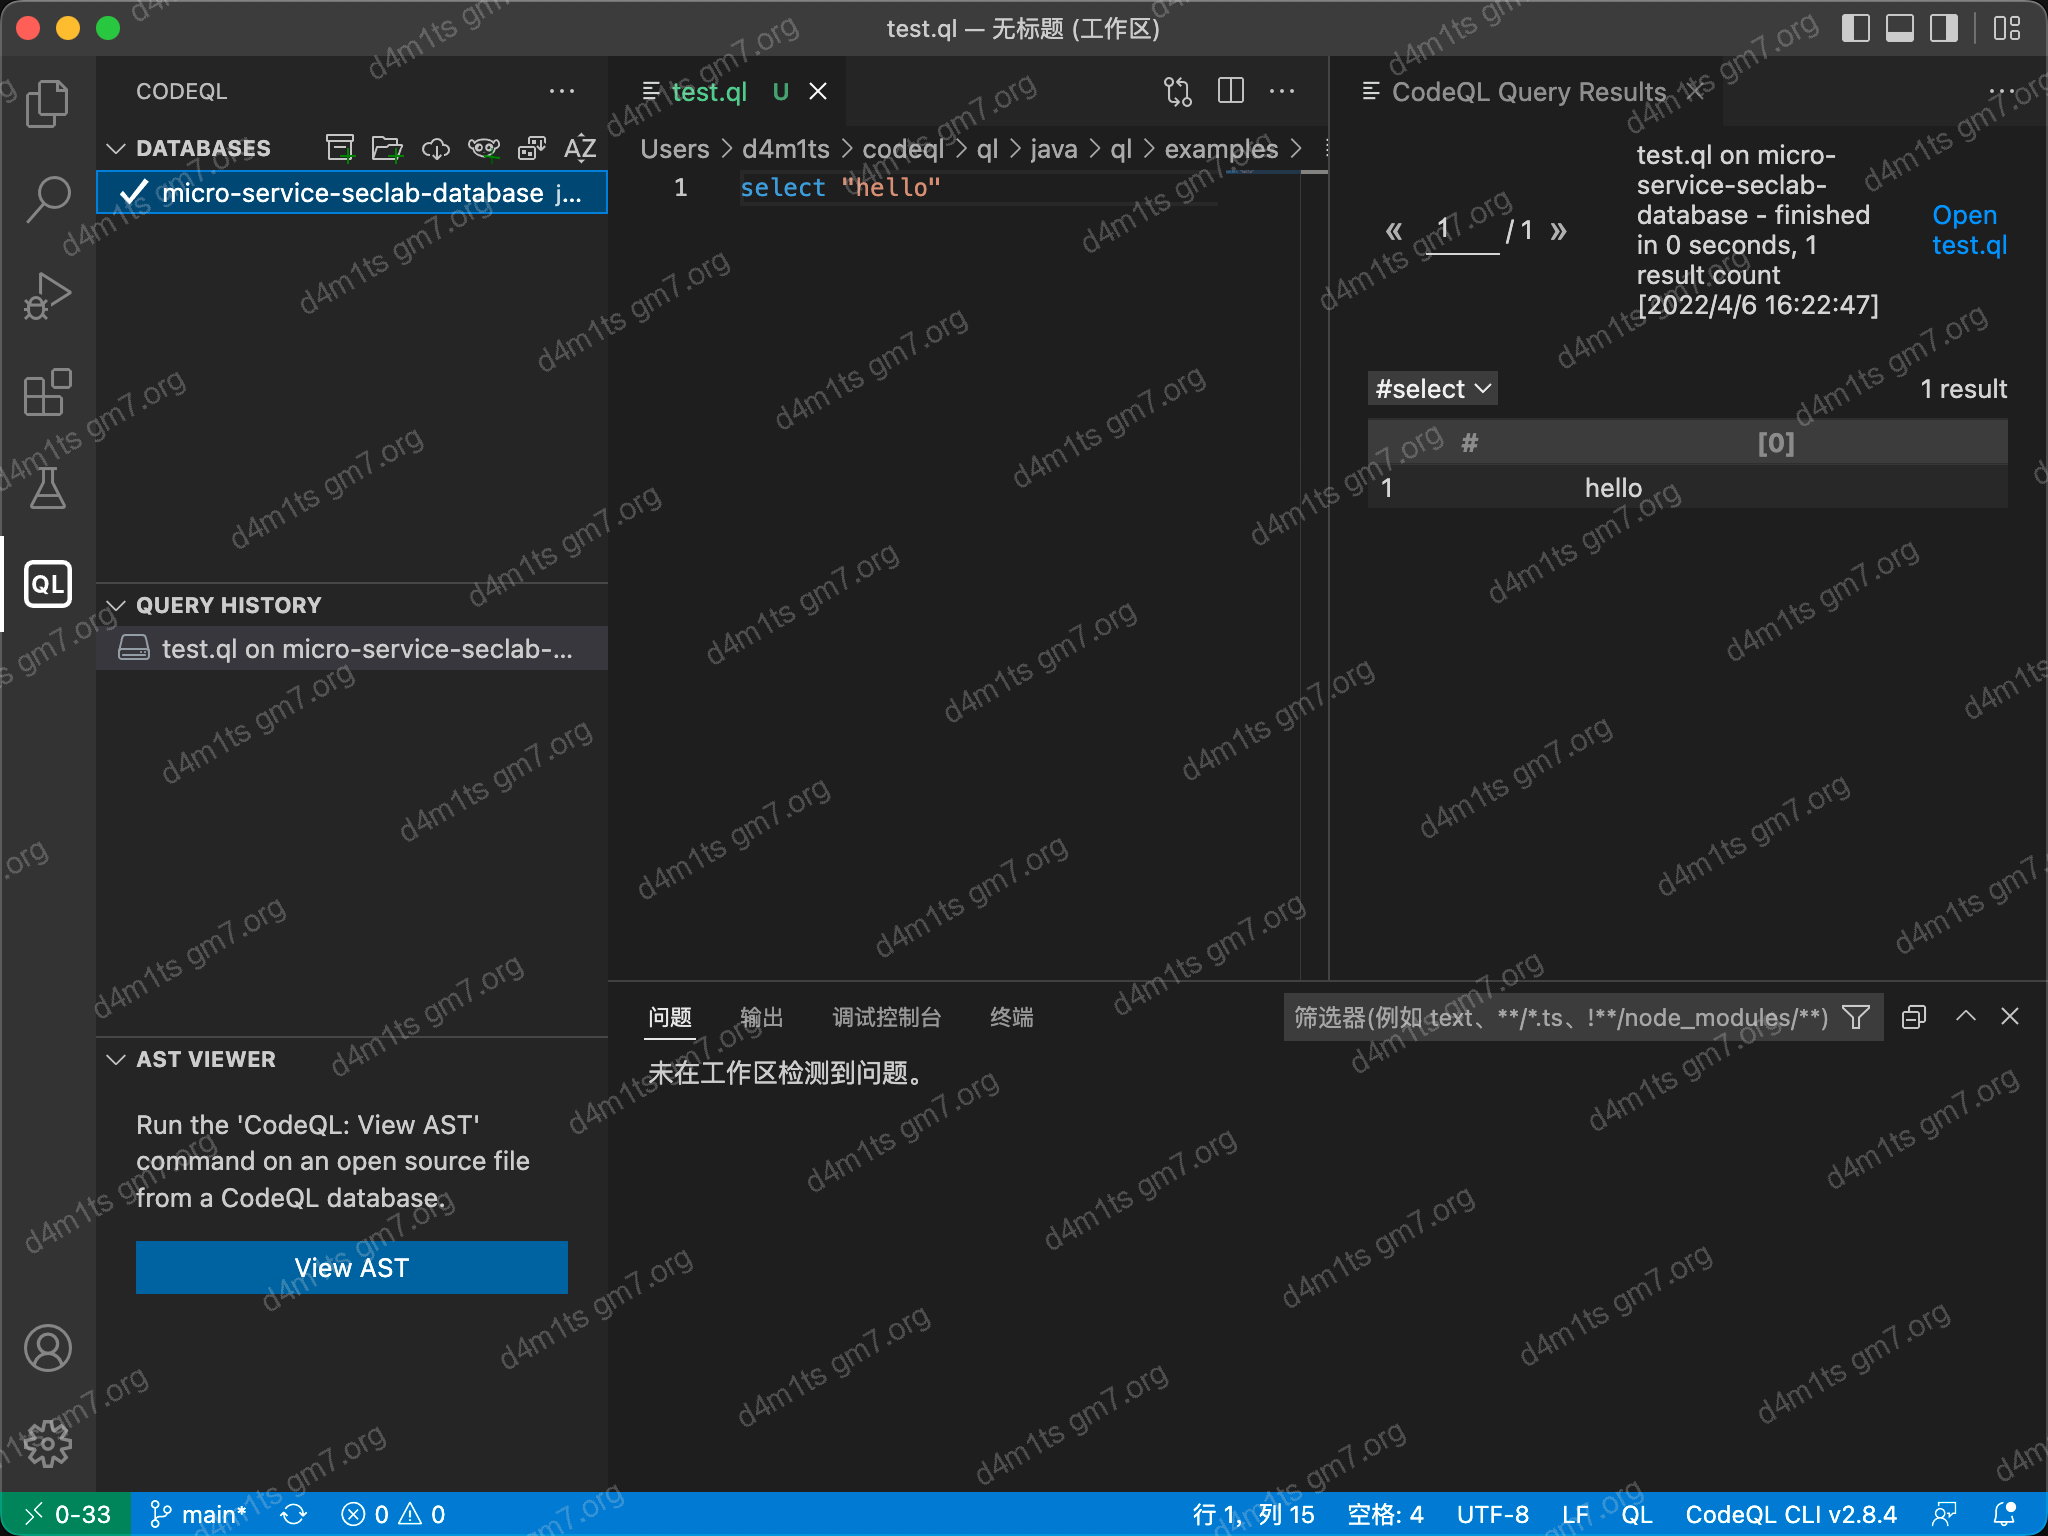 test.ql — 无标题 (工作区)
CODEQL
DATABASES
micro-service-seclab-database j...
QUERY HISTORY
test.ql on micro-service-seclab-...
AST VIEWER
Run the 'CodeQL: View AST'
command on an open source file
from a CodeQL database.
View AST
test.ql U
Users > d4m1ts > codeql > ql > java > ql > examples >
1 select "hello"
CodeQL Query Results
« 1 / 1 »
test.ql on micro-
service-seclab-
database - finished
in 0 seconds, 1
result count
[2022/4/6 16:22:47]
Open
test.ql
#select
1 result
# [0]
1 hello
问题 输出 调试控制台 终端
筛选器(例如 text、**/*.ts、!**/node_modules/**)
未在工作区检测到问题。
QL
0-33 main* 0 0
行 1, 列 15 空格: 4 UTF-8 LF QL CodeQL CLI v2.8.4
d4m1ts gm7.org